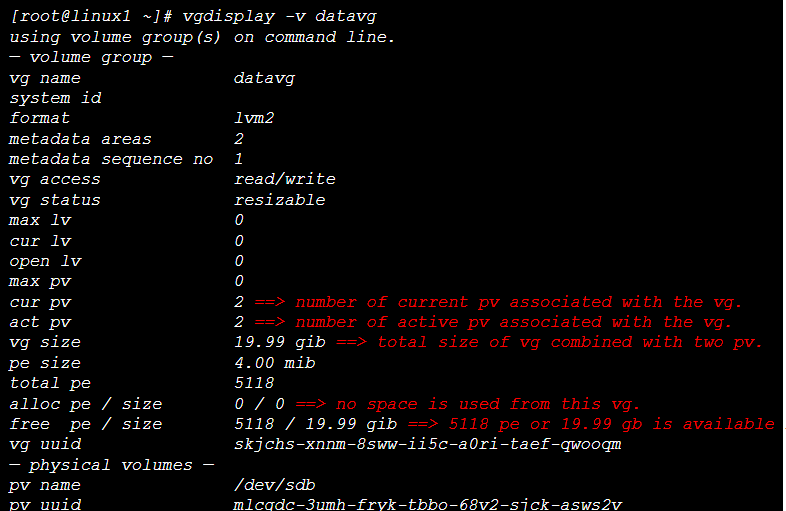 [root@linux1 ~]# vgdisplay -v datavg
using volume group(s) on command line.
— volume group —
vg name datavg
system id
format lvm2
metadata areas 2
metadata sequence no 1
vg access read/write
vg status resizable
max lv 0
cur lv 0
open lv 0
max pv 0
cur pv 2 ==> number of current pv associated with the vg.
act pv 2 ==> number of active pv associated with the vg.
vg size 19.99 gib ==> total size of vg combined with two pv.
pe size 4.00 mib
total pe 5118
alloc pe / size 0 / 0 ==> no space is used from this vg.
free pe / size 5118 / 19.99 gib ==> 5118 pe or 19.99 gb is available
vg uuid skjchs-xnnm-8sww-ii5c-a0ri-taef-qwooqm
— physical volumes —
pv name /dev/sdb
pv uuid mlcgdc-3umh-fryk-tbbo-68v2-sjck-asws2v